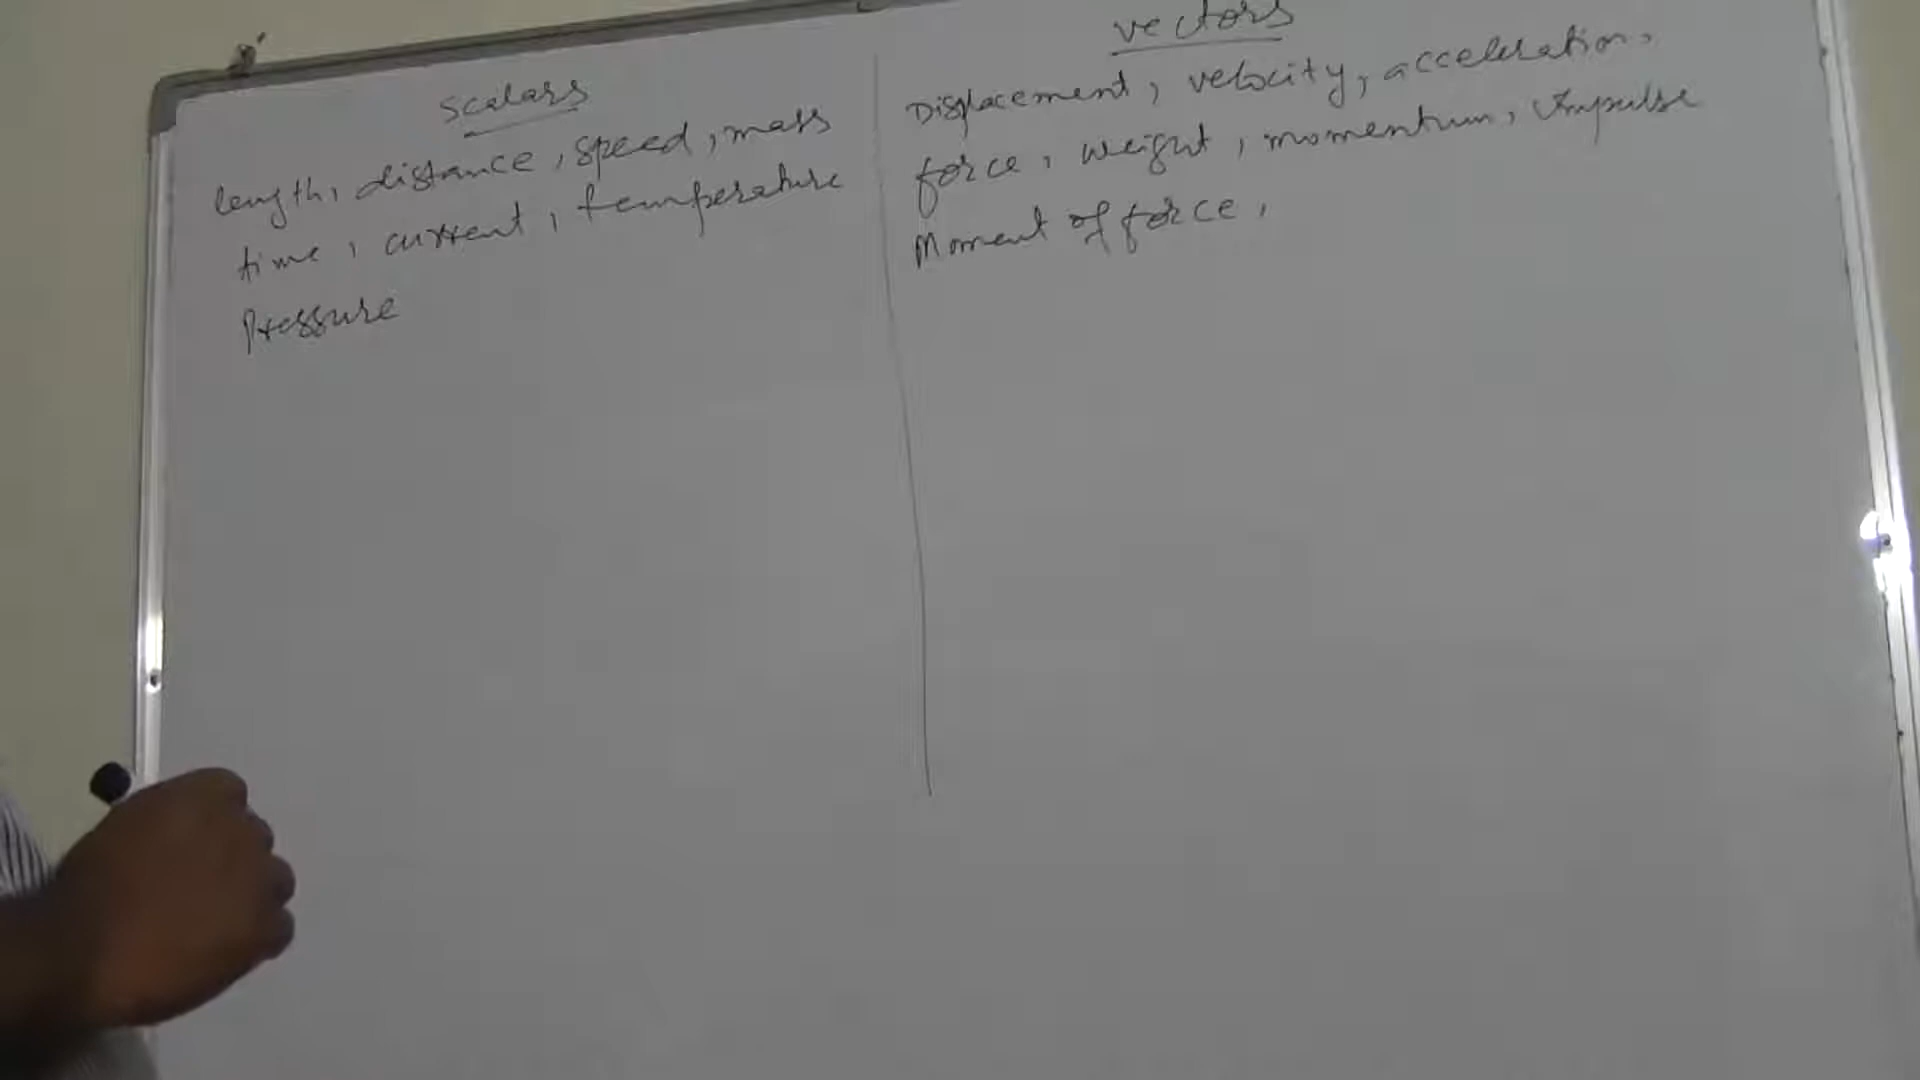 Scalars
length, distance, speed, mass
time, current, temperature
Pressure
vectors
Displacement, velocity, acceleration,
force, weight, momentum, Impulse
Moment of force,